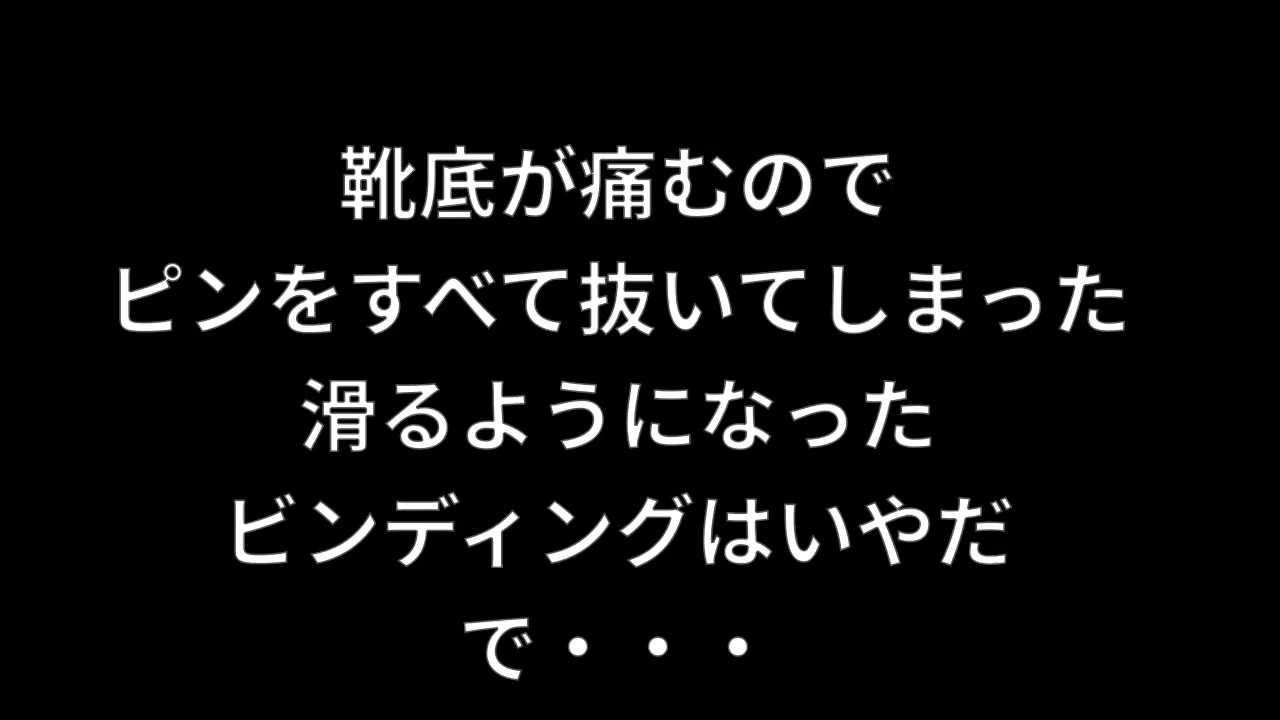 靴底が痛むので
ピンをすべて抜いてしまった
滑るようになった
ビンディングはいやだ
で・・・